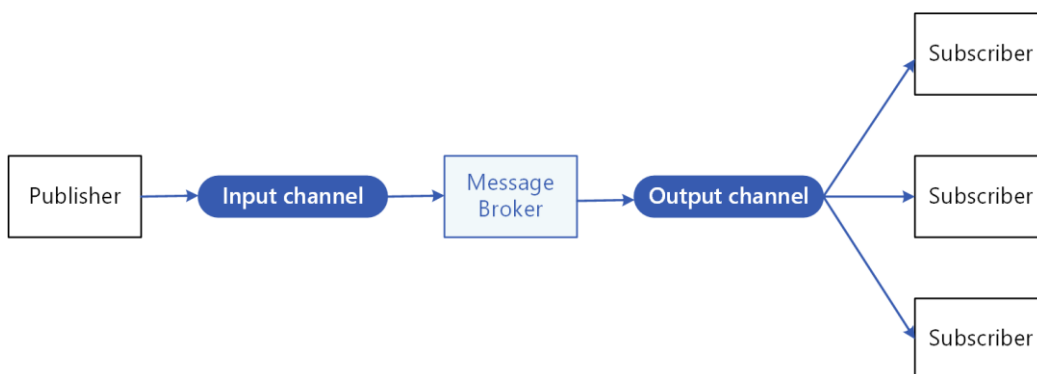 Publisher
Input channel
Message
Broker
Output channel
Subscriber
Subscriber
Subscriber